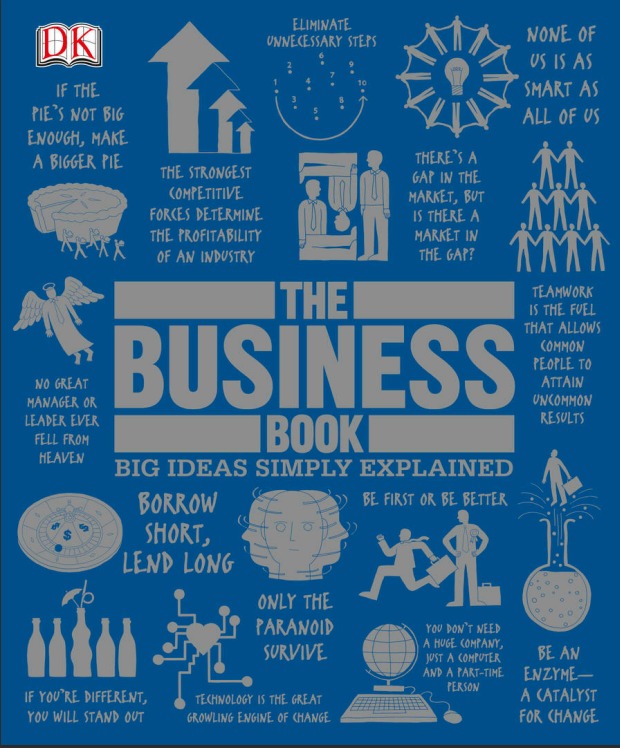 DK
IF THE
PIE'S NOT BIG
ENOUGH, MAKE
A BIGGER PIE
THE STRONGEST
COMPETITIVE
FORCES DETERMINE
THE PROFITABILITY
OF AN INDUSTRY
ELIMINATE
UNNECESSARY STEPS
1
2
3
4
5
6
7
8
9
10
THERE'S A
GAP IN THE
MARKET, BUT
IS THERE A
MARKET IN
THE GAP?
NONE OF
US IS AS
SMART AS
ALL OF US
TEAMWORK
IS THE FUEL
THAT ALLOWS
COMMON
PEOPLE TO
ATTAIN
UNCOMMON
RESULTS
NO GREAT
MANAGER OR
LEADER EVER
FELL FROM
HEAVEN
THE
BUSINESS
BOOK
BIG IDEAS SIMPLY EXPLAINED
$ $ $
BORROW
SHORT,
LEND LONG
BE FIRST OR BE BETTER
ONLY THE
PARANOID
SURVIVE
IF YOU'RE DIFFERENT,
YOU WILL STAND OUT
TECHNOLOGY IS THE GREAT
GROWLING ENGINE OF CHANGE
YOU DON'T NEED
A HUGE COMPANY,
JUST A COMPUTER
AND A PART-TIME
PERSON
BE AN
ENZYME—
A CATALYST
FOR CHANGE